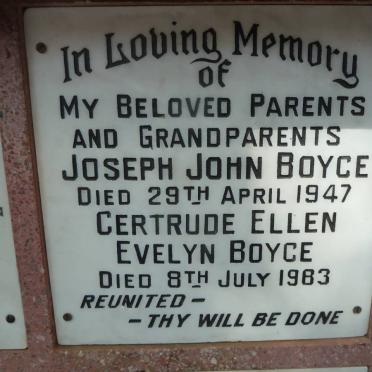 In Loving Memory
of
MY BELOVED PARENTS
AND GRANDPARENTS
JOSEPH JOHN BOYCE
DIED 29TH APRIL 1947
CERTRUDE ELLEN
EVELYN BOYCE
DIED 8TH JULY 1983
REUNITED –
– THY WILL BE DONE